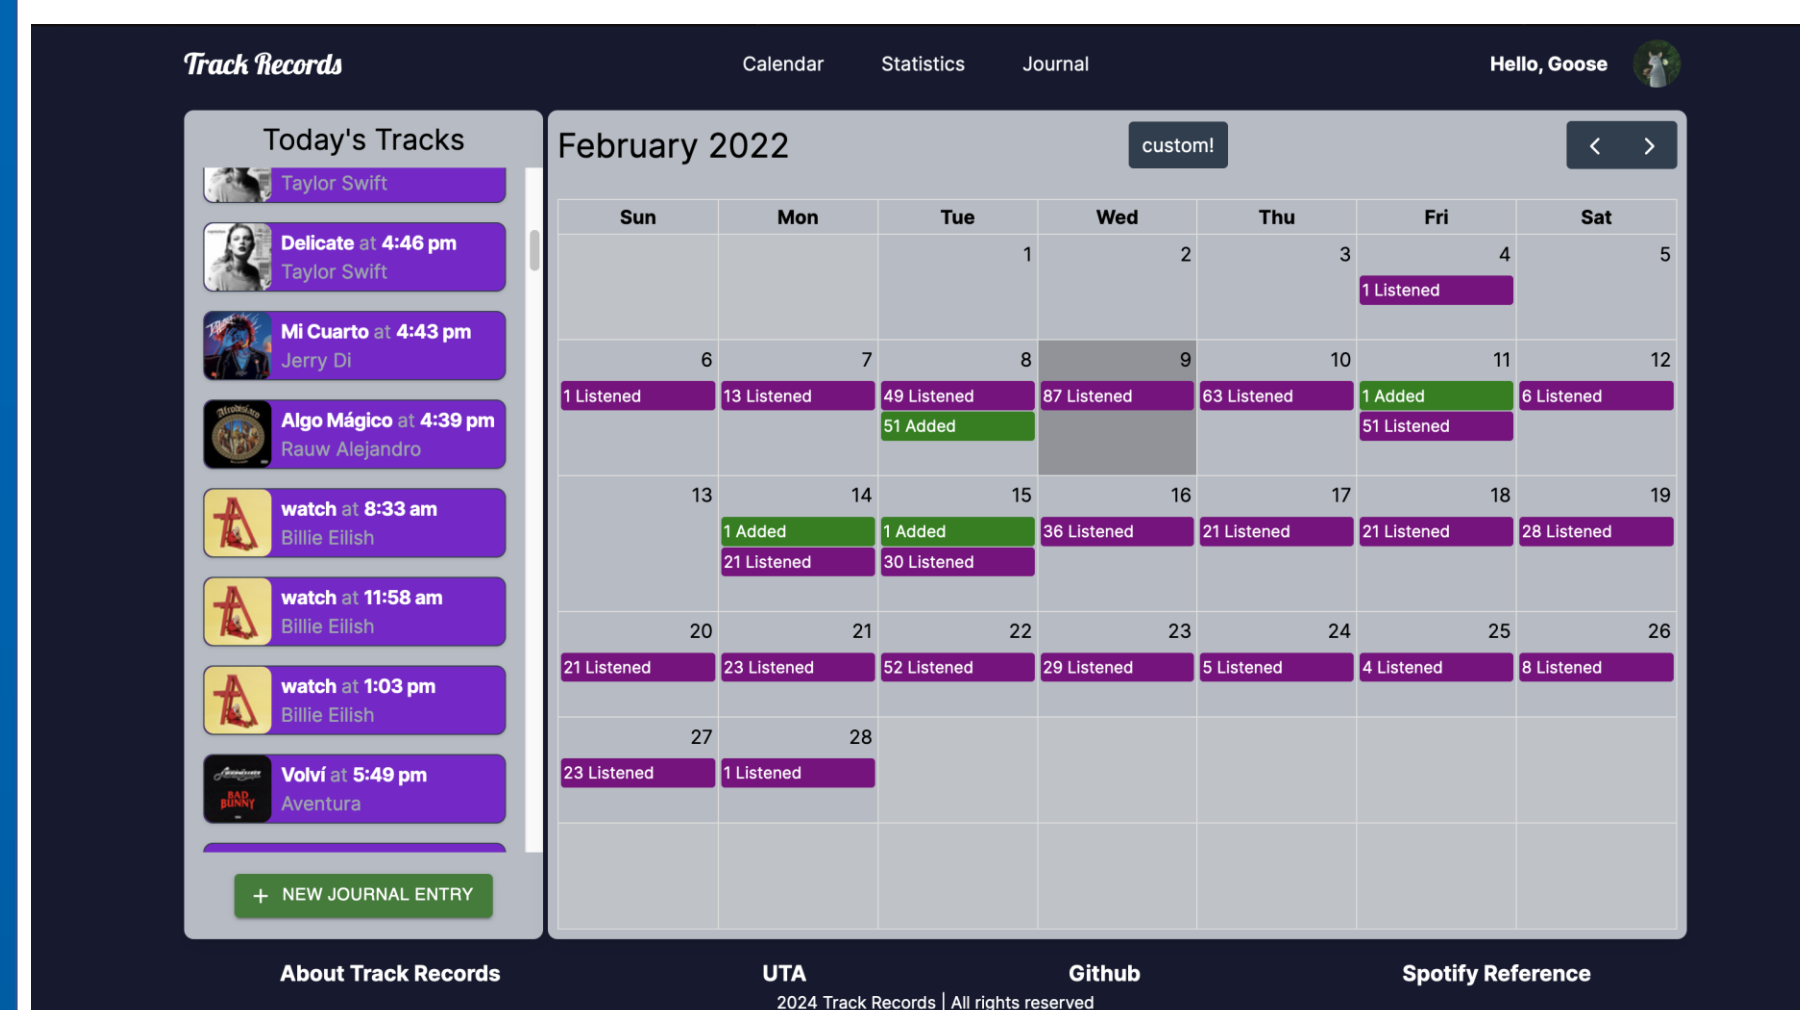 Track Records
Calendar Statistics Journal
Hello, Goose
Today's Tracks
Taylor Swift
Delicate at 4:46 pm
Taylor Swift
Mi Cuarto at 4:43 pm
Jerry Di
Algo Mágico at 4:39 pm
Rauw Alejandro
watch at 8:33 am
Billie Eilish
watch at 11:58 am
Billie Eilish
watch at 1:03 pm
Billie Eilish
BAD
BUNNY
Volví at 5:49 pm
Aventura
+ NEW JOURNAL ENTRY
February 2022
custom!
< >
Sun Mon Tue Wed Thu Fri Sat
1 2 3 4 5
1 Listened
6 7 8 9 10 11 12
1 Listened 13 Listened 49 Listened 87 Listened 63 Listened 1 Added 6 Listened
51 Added 51 Listened
13 14 15 16 17 18 19
1 Added 1 Added 36 Listened 21 Listened 21 Listened 28 Listened
21 Listened 30 Listened
20 21 22 23 24 25 26
21 Listened 23 Listened 52 Listened 29 Listened 5 Listened 4 Listened 8 Listened
27 28
23 Listened 1 Listened
About Track Records UTA Github Spotify Reference
2024 Track Records | All rights reserved